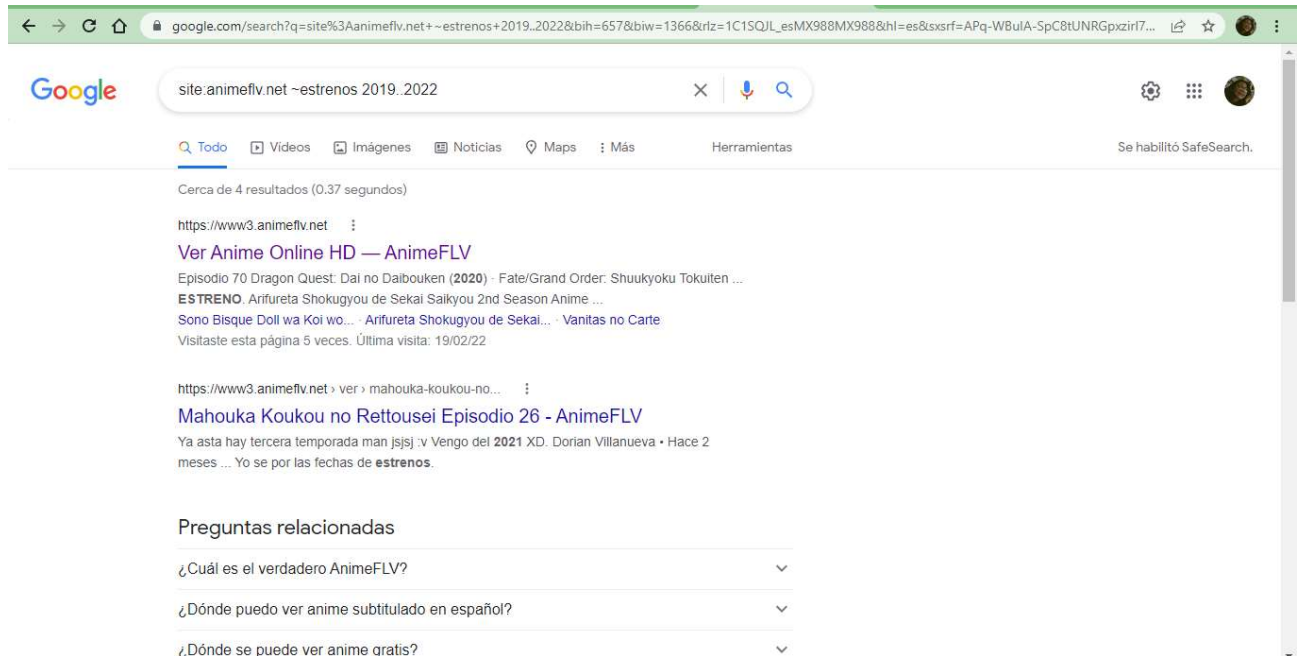 google.com/search?q=site%3Aanimeflv.net+~estrenos+2019..2022&bih=657&biw=1366&rlz=1C1SQJL_esMX988MX988&hl=es&sxsrf=APq-WBulA-SpC8tUNRGpxzirl7...
Google
site:animeflv.net ~estrenos 2019..2022
Todo Vídeos Imágenes Noticias Maps Más Herramientas Se habilitó SafeSearch.
Cerca de 4 resultados (0.37 segundos)
https://www3.animeflv.net
Ver Anime Online HD — AnimeFLV
Episodio 70 Dragon Quest: Dai no Daibouken (2020) · Fate/Grand Order: Shuukyoku Tokuiten ...
ESTRENO. Arifureta Shokugyou de Sekai Saikyou 2nd Season Anime ...
Sono Bisque Doll wa Koi wo... · Arifureta Shokugyou de Sekai... · Vanitas no Carte
Visitaste esta página 5 veces. Última visita: 19/02/22
https://www3.animeflv.net › ver › mahouka-koukou-no...
Mahouka Koukou no Rettousei Episodio 26 - AnimeFLV
Ya asta hay tercera temporada man jsjsj :v Vengo del 2021 XD. Dorian Villanueva • Hace 2
meses ... Yo se por las fechas de estrenos.
Preguntas relacionadas
¿Cuál es el verdadero AnimeFLV?
¿Dónde puedo ver anime subtitulado en español?
¿Dónde se puede ver anime gratis?